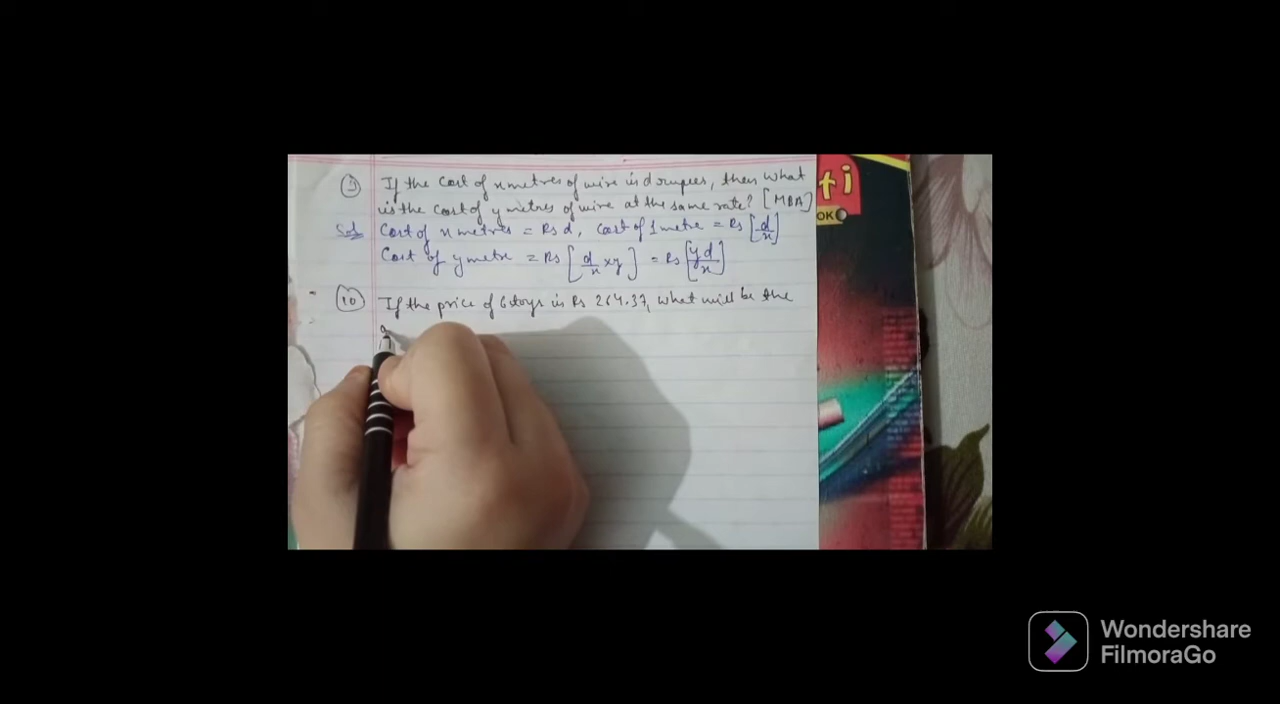 9 If the cost of x metres of wire is d rupees, then what
is the cost of y metres of wire at the same rate? [MBA]
Sol Cost of x metres = Rs d, Cost of 1 metre = Rs [d/x]
Cost of y metre = Rs [d/x × y] = Rs [yd/x]
10 If the price of 6 toys is Rs 264.37, what will be the
ti
OK
Wondershare
FilmoraGo